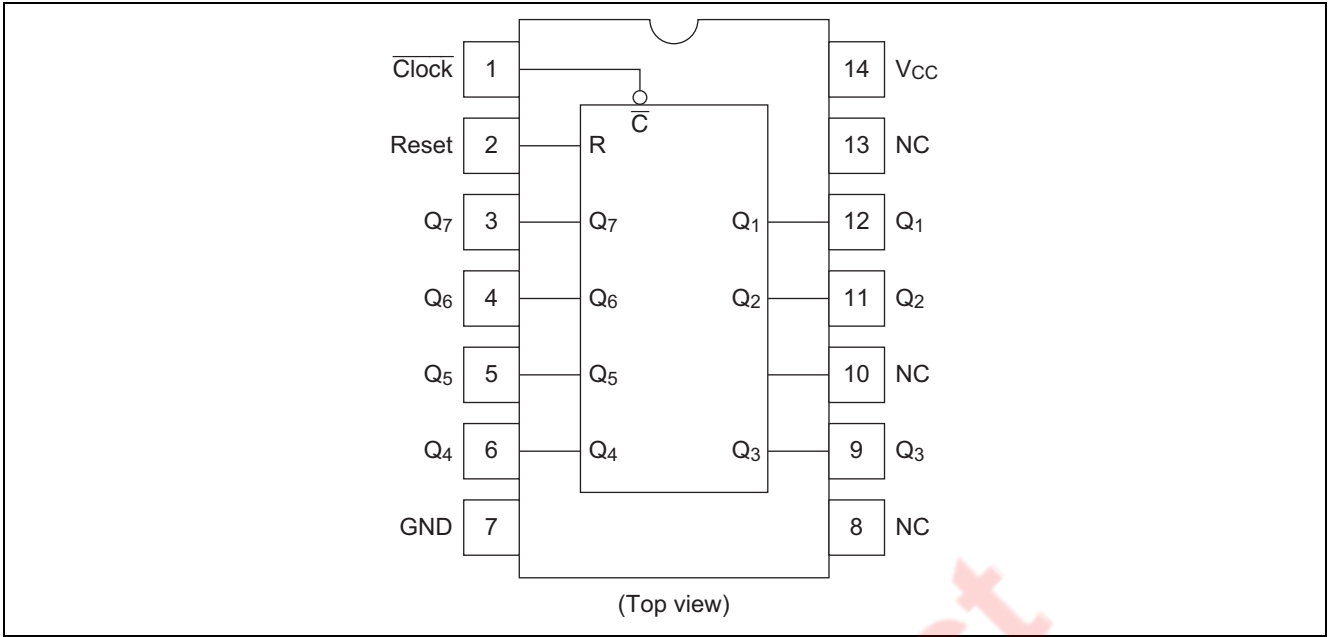 C̅l̅o̅c̅k̅ 1 14 VCC
C̅
Reset 2 R 13 NC
Q7 3 Q7 Q1 12 Q1
Q6 4 Q6 Q2 11 Q2
Q5 5 Q5 10 NC
Q4 6 Q4 Q3 9 Q3
GND 7 8 NC
(Top view)